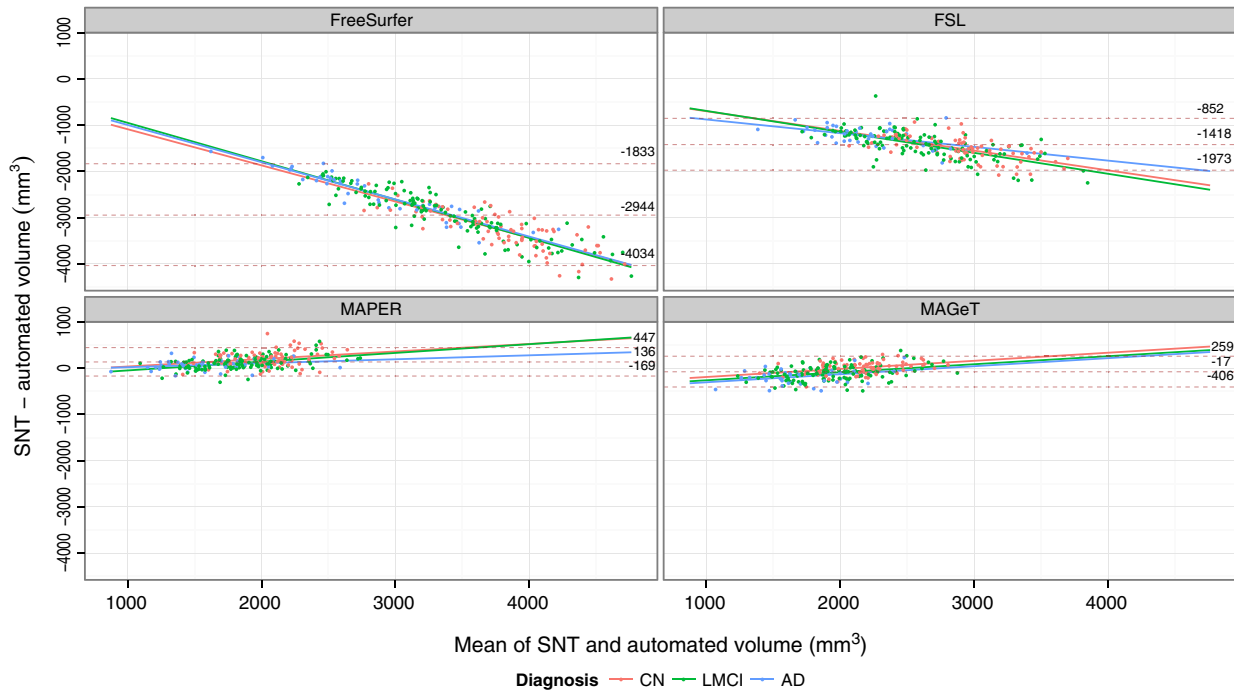 FreeSurfer
FSL
1000
0
-1000
-2000
-3000
-4000
-1833
-2944
-4034
-852
-1418
-1973
MAPER
MAGeT
1000
0
-1000
-2000
-3000
-4000
447
136
-169
259
-17
-406
1000 2000 3000 4000
1000 2000 3000 4000
SNT − automated volume (mm³)
Mean of SNT and automated volume (mm³)
Diagnosis CN LMCI AD